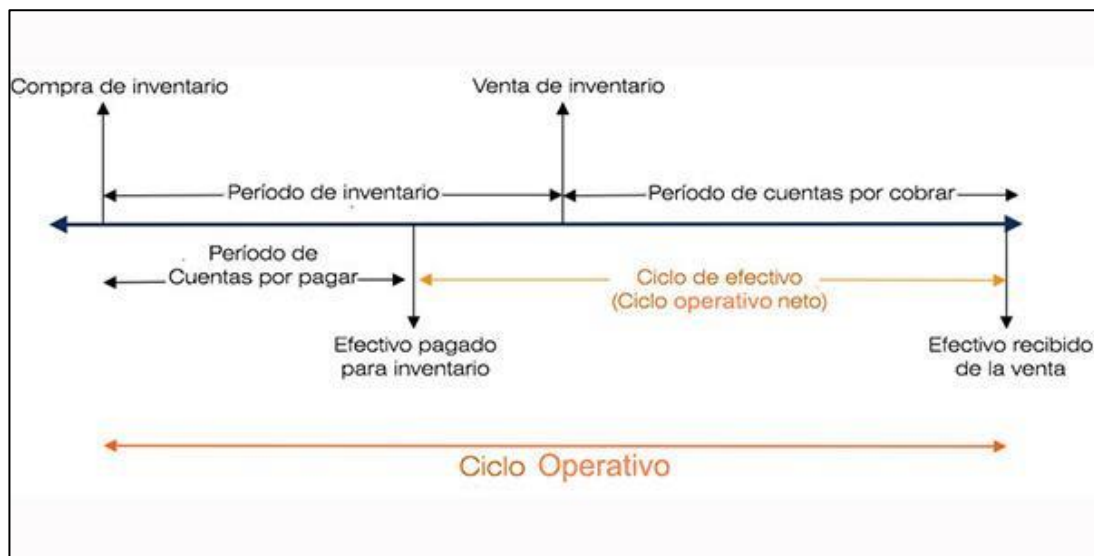 Compra de inventario
Venta de inventario
Período de inventario
Período de cuentas por cobrar
Período de
Cuentas por pagar
Ciclo de efectivo
(Ciclo operativo neto)
Efectivo pagado
para inventario
Efectivo recibido
de la venta
Ciclo Operativo